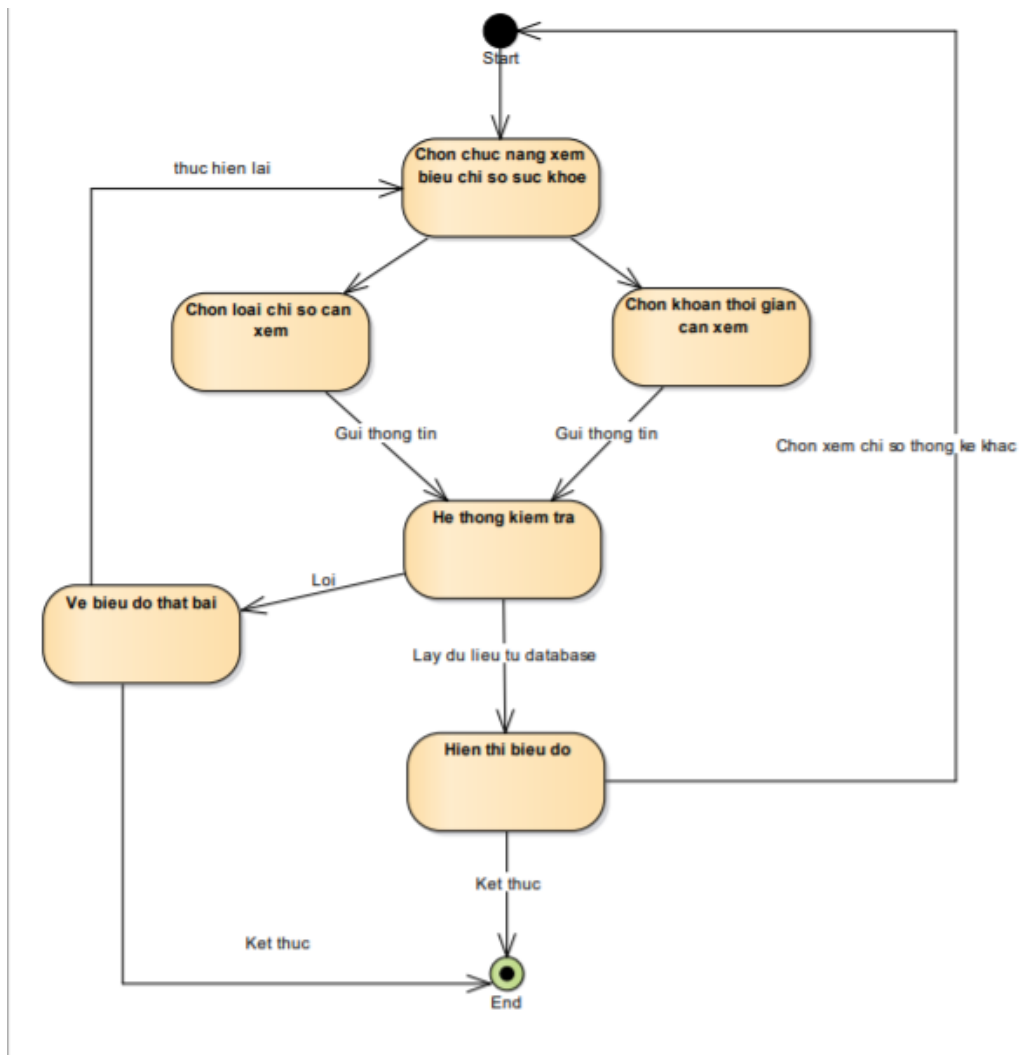 Start
Chon chuc nang xem
bieu chi so suc khoe
thuc hien lai
Chon loai chi so can
xem
Chon khoan thoi gian
can xem
Gui thong tin
Gui thong tin
Chon xem chi so thong ke khac
He thong kiem tra
Loi
Ve bieu do that bai
Lay du lieu tu database
Hien thi bieu do
Ket thuc
Ket thuc
End